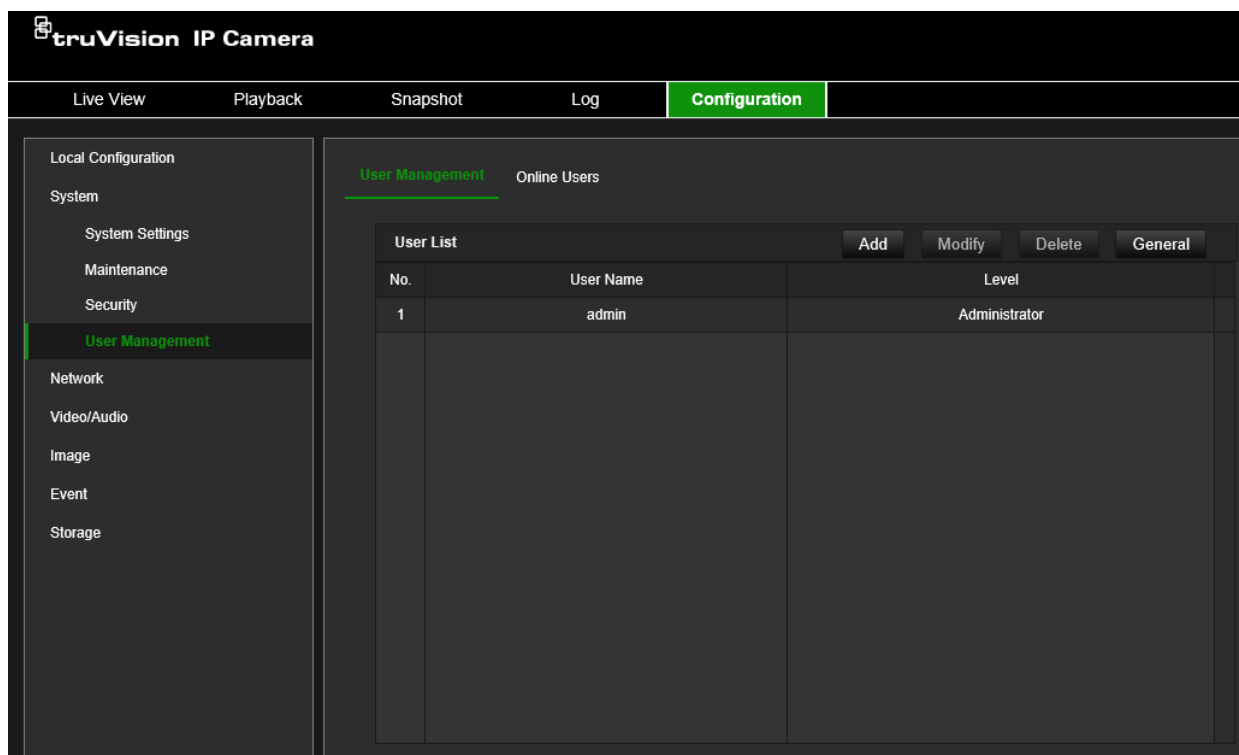 truVision IP Camera
Live View Playback Snapshot Log Configuration
Local Configuration
System
System Settings
Maintenance
Security
User Management
Network
Video/Audio
Image
Event
Storage
User Management Online Users
User List Add Modify Delete General
No. User Name Level
1 admin Administrator